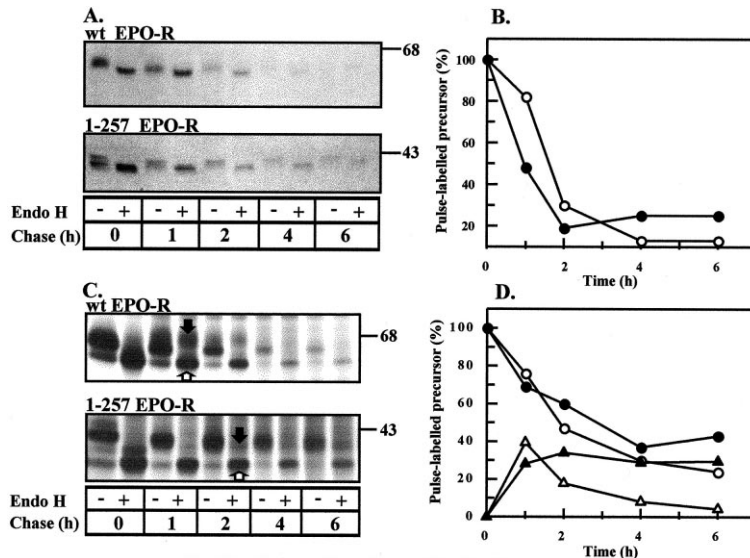 A.
wt EPO-R
68
1-257 EPO-R
43
Endo H - + - + - + - + - +
Chase (h) 0 1 2 4 6
B.
Pulse-labelled precursor (%)
100
80
60
40
20
0 2 4 6
Time (h)
C.
wt EPO-R
68
1-257 EPO-R
43
Endo H - + - + - + - + - +
Chase (h) 0 1 2 4 6
D.
Pulse-labelled precursor (%)
100
80
60
40
20
0
0 2 4 6
Time (h)